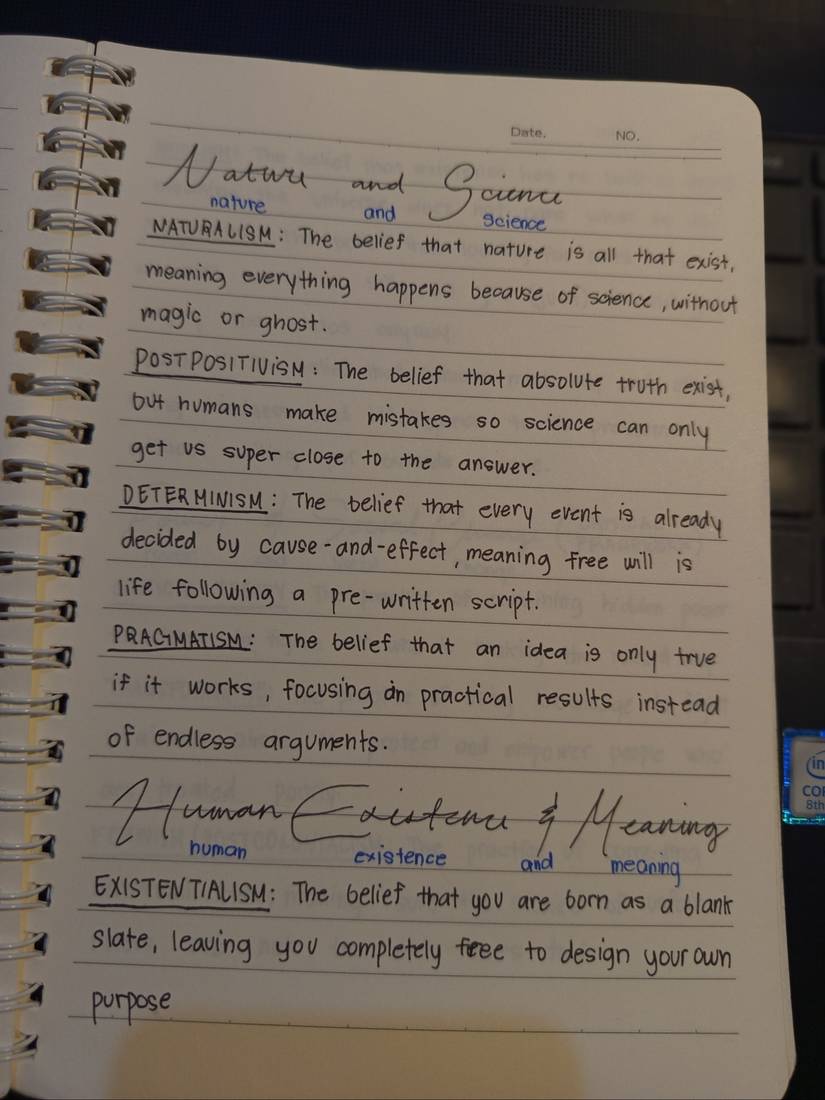 Date. NO.
Nature and Science
nature and science
NATURALISM: The belief that nature is all that exist,
meaning everything happens because of science, without
magic or ghost.
POSTPOSITIVISM: The belief that absolute truth exist,
but humans make mistakes so science can only
get us super close to the answer.
DETERMINISM: The belief that every event is already
decided by cause-and-effect, meaning free will is
life following a pre-written script.
PRAGMATISM: The belief that an idea is only true
if it works, focusing on practical results instead
of endless arguments.
Human Existence & Meaning
human existence and meaning
EXISTENTIALISM: The belief that you are born as a blank
slate, leaving you completely free to design your own
purpose
8th